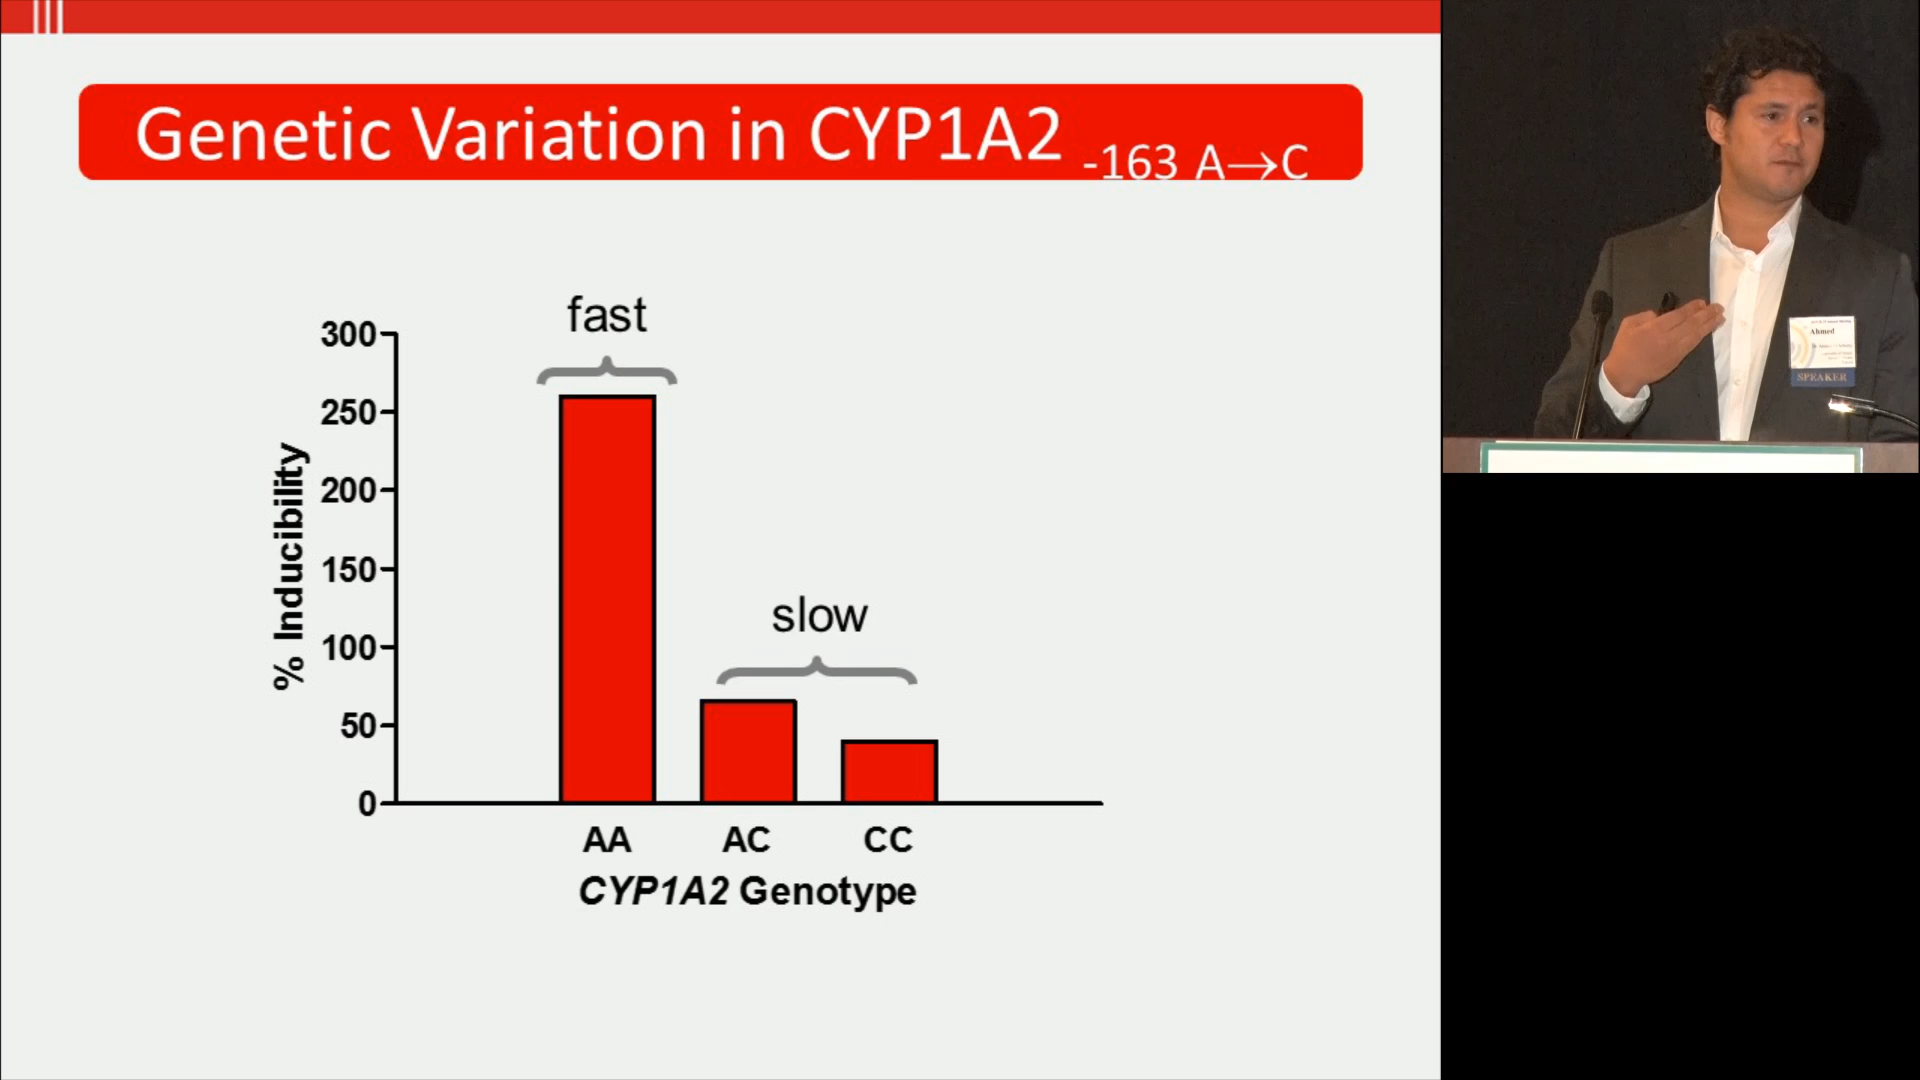 Genetic Variation in CYP1A2 -163 A→C
fast
300
250
200
150
100
50
0
% Inducibility
slow
AA AC CC
CYP1A2 Genotype
Ahmed
SPEAKER